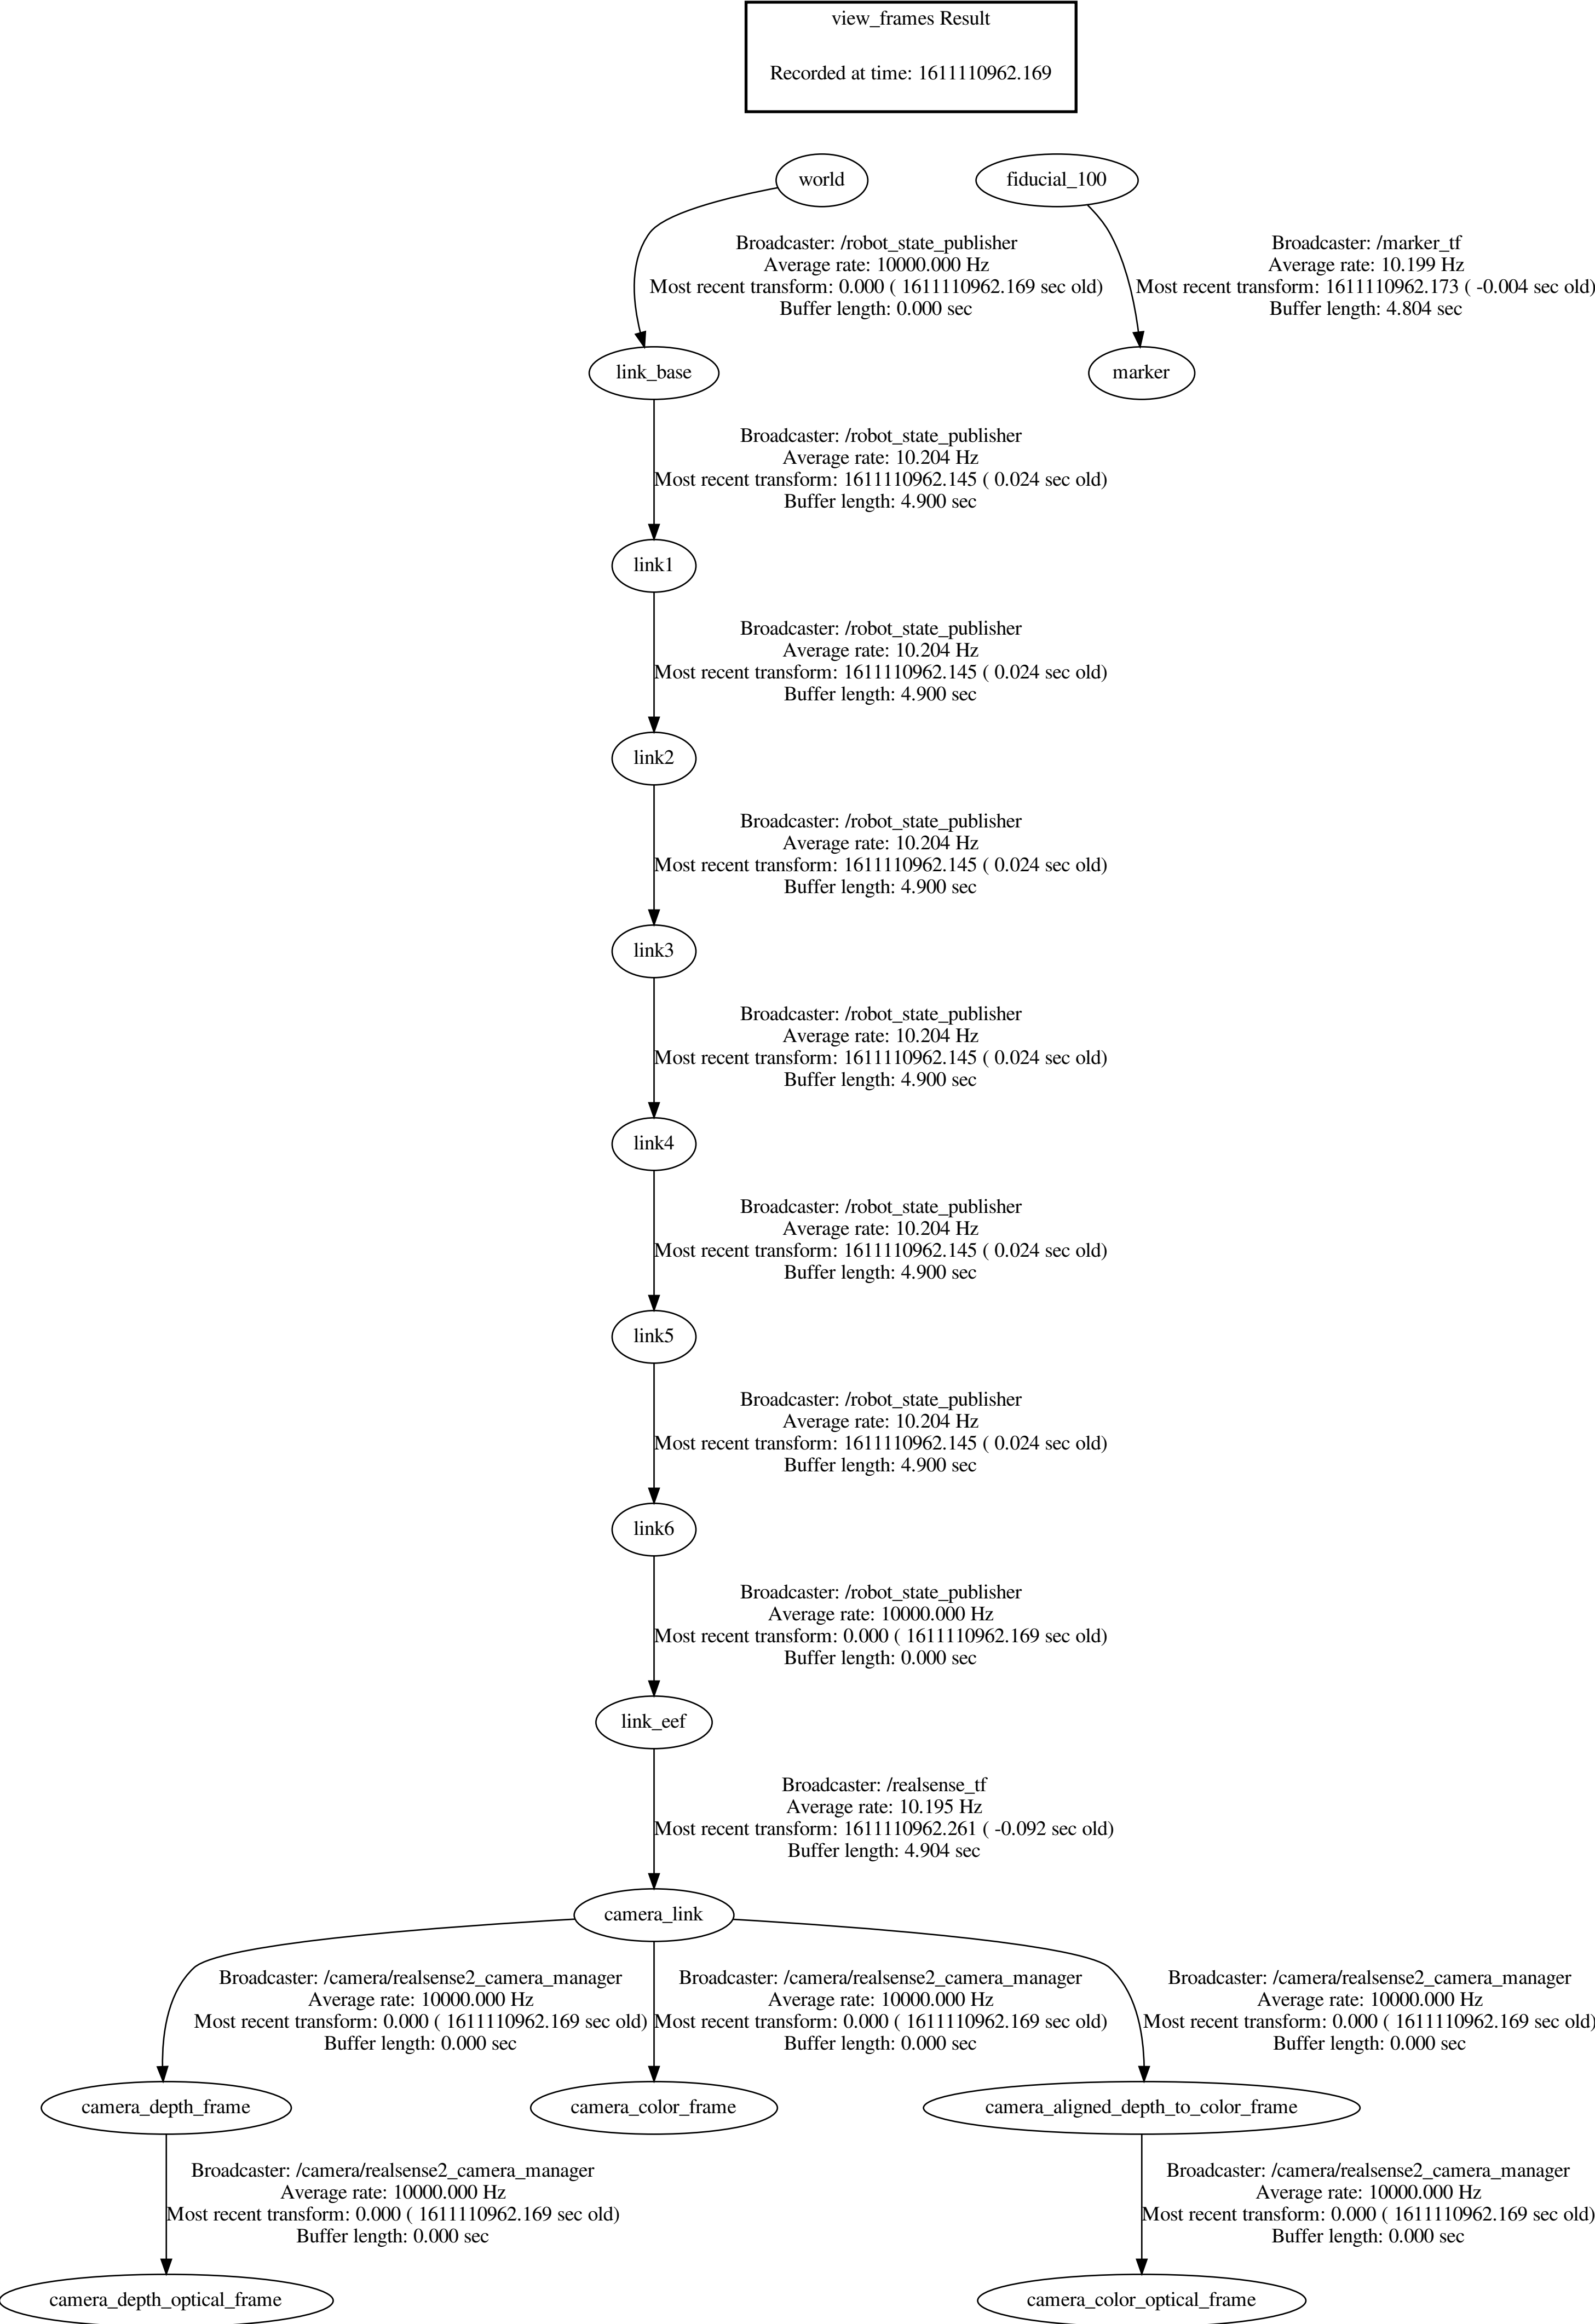 view_frames Result
Recorded at time: 1611110962.169
world
fiducial_100
Broadcaster: /robot_state_publisher
Average rate: 10000.000 Hz
Most recent transform: 0.000 ( 1611110962.169 sec old)
Buffer length: 0.000 sec
Broadcaster: /marker_tf
Average rate: 10.199 Hz
Most recent transform: 1611110962.173 ( -0.004 sec old)
Buffer length: 4.804 sec
link_base
marker
Broadcaster: /robot_state_publisher
Average rate: 10.204 Hz
Most recent transform: 1611110962.145 ( 0.024 sec old)
Buffer length: 4.900 sec
link1
Broadcaster: /robot_state_publisher
Average rate: 10.204 Hz
Most recent transform: 1611110962.145 ( 0.024 sec old)
Buffer length: 4.900 sec
link2
Broadcaster: /robot_state_publisher
Average rate: 10.204 Hz
Most recent transform: 1611110962.145 ( 0.024 sec old)
Buffer length: 4.900 sec
link3
Broadcaster: /robot_state_publisher
Average rate: 10.204 Hz
Most recent transform: 1611110962.145 ( 0.024 sec old)
Buffer length: 4.900 sec
link4
Broadcaster: /robot_state_publisher
Average rate: 10.204 Hz
Most recent transform: 1611110962.145 ( 0.024 sec old)
Buffer length: 4.900 sec
link5
Broadcaster: /robot_state_publisher
Average rate: 10.204 Hz
Most recent transform: 1611110962.145 ( 0.024 sec old)
Buffer length: 4.900 sec
link6
Broadcaster: /robot_state_publisher
Average rate: 10000.000 Hz
Most recent transform: 0.000 ( 1611110962.169 sec old)
Buffer length: 0.000 sec
link_eef
Broadcaster: /realsense_tf
Average rate: 10.195 Hz
Most recent transform: 1611110962.261 ( -0.092 sec old)
Buffer length: 4.904 sec
camera_link
Broadcaster: /camera/realsense2_camera_manager
Average rate: 10000.000 Hz
Most recent transform: 0.000 ( 1611110962.169 sec old)
Buffer length: 0.000 sec
Broadcaster: /camera/realsense2_camera_manager
Average rate: 10000.000 Hz
Most recent transform: 0.000 ( 1611110962.169 sec old)
Buffer length: 0.000 sec
Broadcaster: /camera/realsense2_camera_manager
Average rate: 10000.000 Hz
Most recent transform: 0.000 ( 1611110962.169 sec old)
Buffer length: 0.000 sec
camera_depth_frame
camera_color_frame
camera_aligned_depth_to_color_frame
Broadcaster: /camera/realsense2_camera_manager
Average rate: 10000.000 Hz
Most recent transform: 0.000 ( 1611110962.169 sec old)
Buffer length: 0.000 sec
Broadcaster: /camera/realsense2_camera_manager
Average rate: 10000.000 Hz
Most recent transform: 0.000 ( 1611110962.169 sec old)
Buffer length: 0.000 sec
camera_depth_optical_frame
camera_color_optical_frame